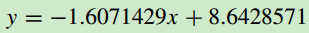 y = −1.6071429x + 8.6428571